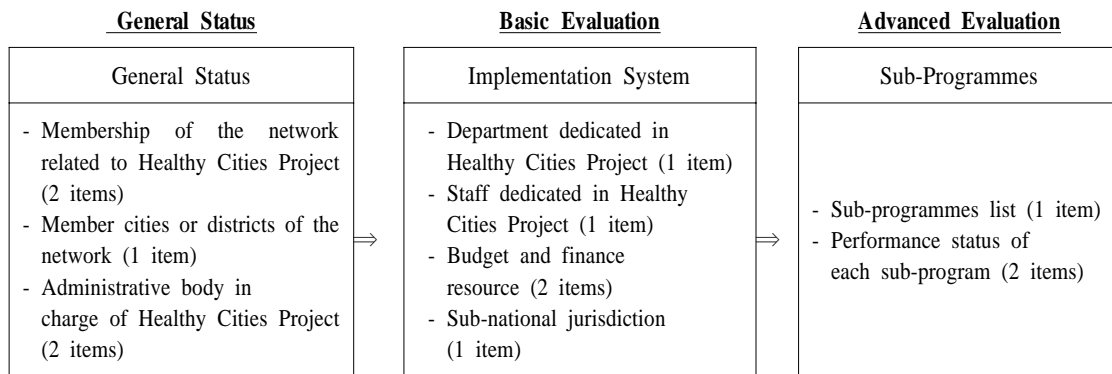 General Status
General Status
- Membership of the network
related to Healthy Cities Project
(2 items)
- Member cities or districts of the
network (1 item)
- Administrative body in
charge of Healthy Cities Project
(2 items)
⇒
Basic Evaluation
Implementation System
- Department dedicated in
Healthy Cities Project (1 item)
- Staff dedicated in Healthy
Cities Project (1 item)
- Budget and finance
resource (2 items)
- Sub-national jurisdiction
(1 item)
⇒
Advanced Evaluation
Sub-Programmes
- Sub-programmes list (1 item)
- Performance status of
each sub-program (2 items)